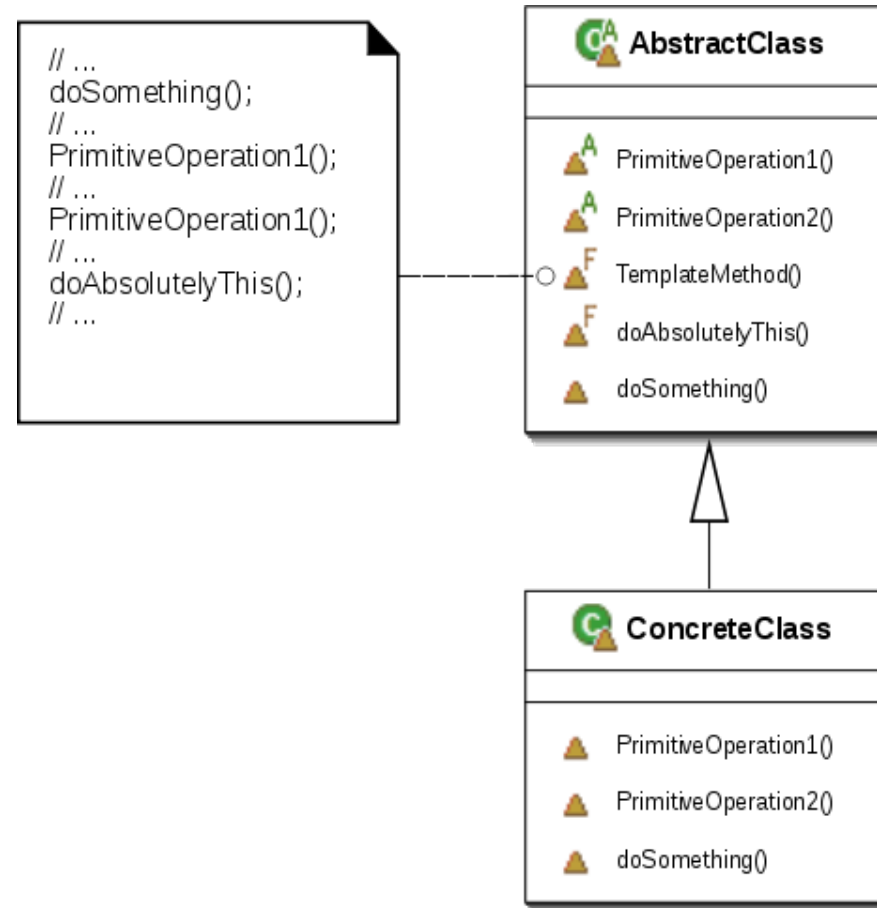 // ...
doSomething();
// ...
PrimitiveOperation1();
// ...
PrimitiveOperation1();
// ...
doAbsolutelyThis();
// ...
C A AbstractClass
A PrimitiveOperation1()
A PrimitiveOperation2()
F TemplateMethod()
F doAbsolutelyThis()
doSomething()
C ConcreteClass
PrimitiveOperation1()
PrimitiveOperation2()
doSomething()